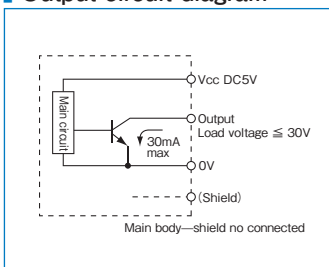 Output circuit diagram
Vcc DC5V
Main circuit
Output
Load voltage ≦ 30V
30mA
max
0V
(Shield)
Main body—shield no connected